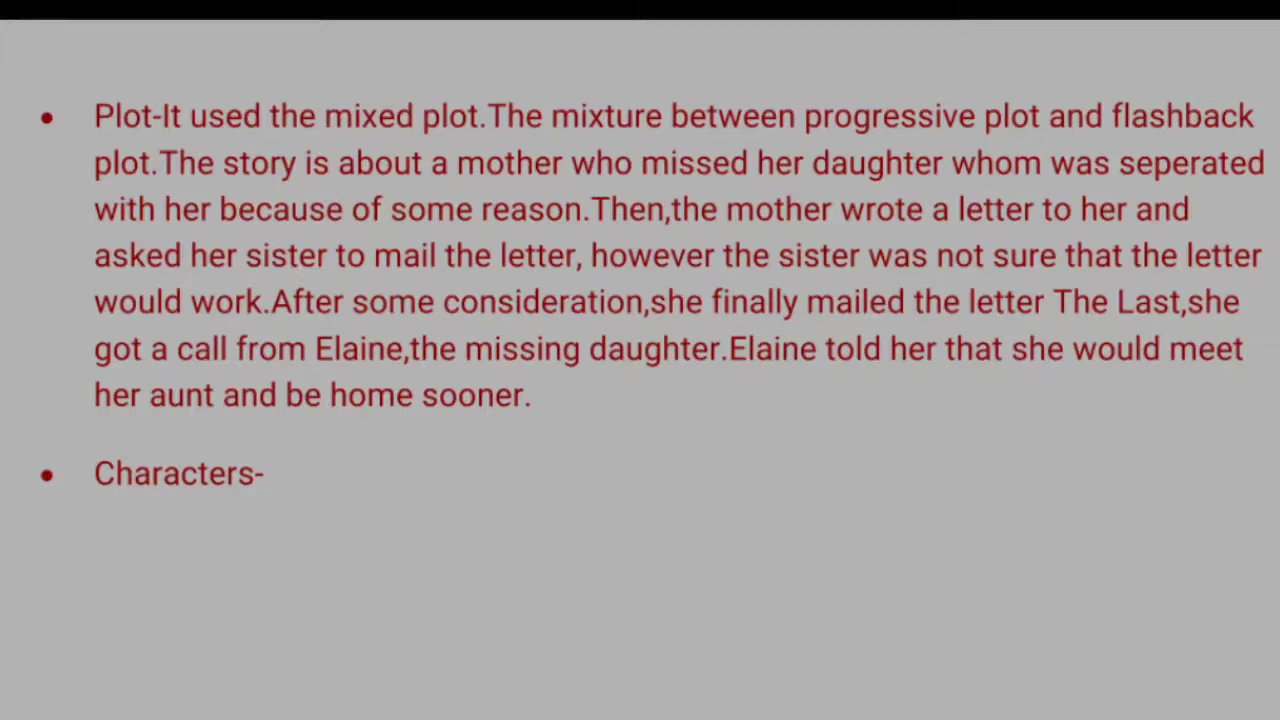 • Plot-It used the mixed plot.The mixture between progressive plot and flashback
plot.The story is about a mother who missed her daughter whom was seperated
with her because of some reason.Then,the mother wrote a letter to her and
asked her sister to mail the letter, however the sister was not sure that the letter
would work.After some consideration,she finally mailed the letter The Last,she
got a call from Elaine,the missing daughter.Elaine told her that she would meet
her aunt and be home sooner.
• Characters-